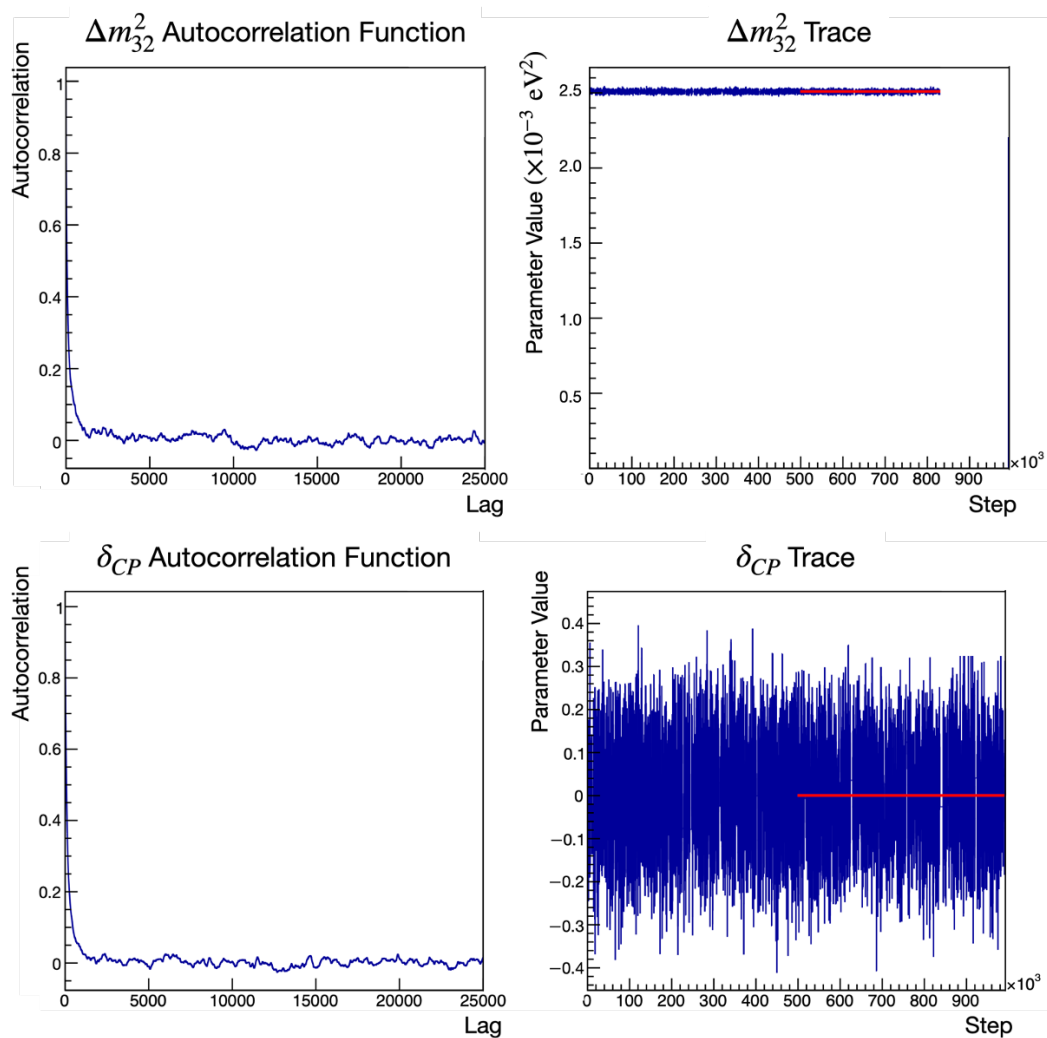 Δm²₃₂ Autocorrelation Function
Autocorrelation
1
0.8
0.6
0.4
0.2
0
0 5000 10000 15000 20000 25000
Lag
Δm²₃₂ Trace
Parameter Value (×10⁻³ eV²)
2.5
2.0
1.5
1.0
0.5
0 100 200 300 400 500 600 700 800 900
×10³
Step
δCP Autocorrelation Function
Autocorrelation
1
0.8
0.6
0.4
0.2
0
0 5000 10000 15000 20000 25000
Lag
δCP Trace
Parameter Value
0.4
0.3
0.2
0.1
0
−0.1
−0.2
−0.3
−0.4
0 100 200 300 400 500 600 700 800 900
×10³
Step